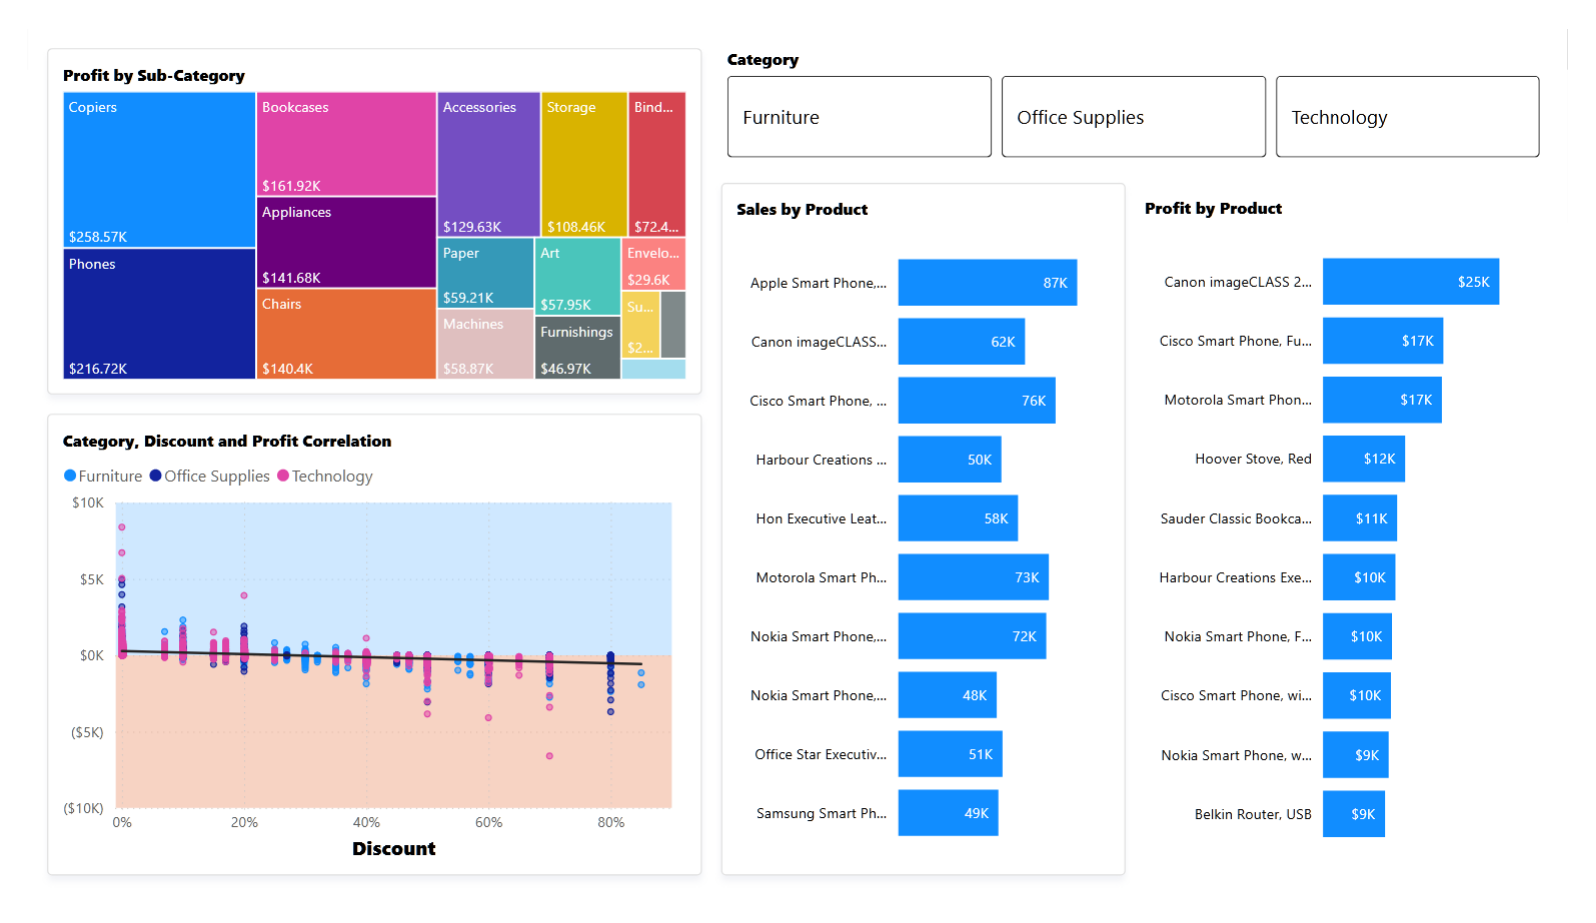 Profit by Sub-Category
Copiers
$258.57K
Phones
$216.72K
Bookcases
$161.92K
Appliances
$141.68K
Chairs
$140.4K
Accessories
$129.63K
Storage
$108.46K
Bind...
$72.4...
Paper
$59.21K
Machines
$58.87K
Art
$57.95K
Furnishings
$46.97K
Envelo...
$29.6K
Su...
$2...
Category
Furniture
Office Supplies
Technology
Category, Discount and Profit Correlation
Furniture Office Supplies Technology
$10K
$5K
$0K
($5K)
($10K)
0% 20% 40% 60% 80%
Discount
Sales by Product
Apple Smart Phone,... 87K
Canon imageCLASS... 62K
Cisco Smart Phone, ... 76K
Harbour Creations ... 50K
Hon Executive Leat... 58K
Motorola Smart Ph... 73K
Nokia Smart Phone,... 72K
Nokia Smart Phone,... 48K
Office Star Executiv... 51K
Samsung Smart Ph... 49K
Profit by Product
Canon imageCLASS 2... $25K
Cisco Smart Phone, Fu... $17K
Motorola Smart Phon... $17K
Hoover Stove, Red $12K
Sauder Classic Bookca... $11K
Harbour Creations Exe... $10K
Nokia Smart Phone, F... $10K
Cisco Smart Phone, wi... $10K
Nokia Smart Phone, w... $9K
Belkin Router, USB $9K